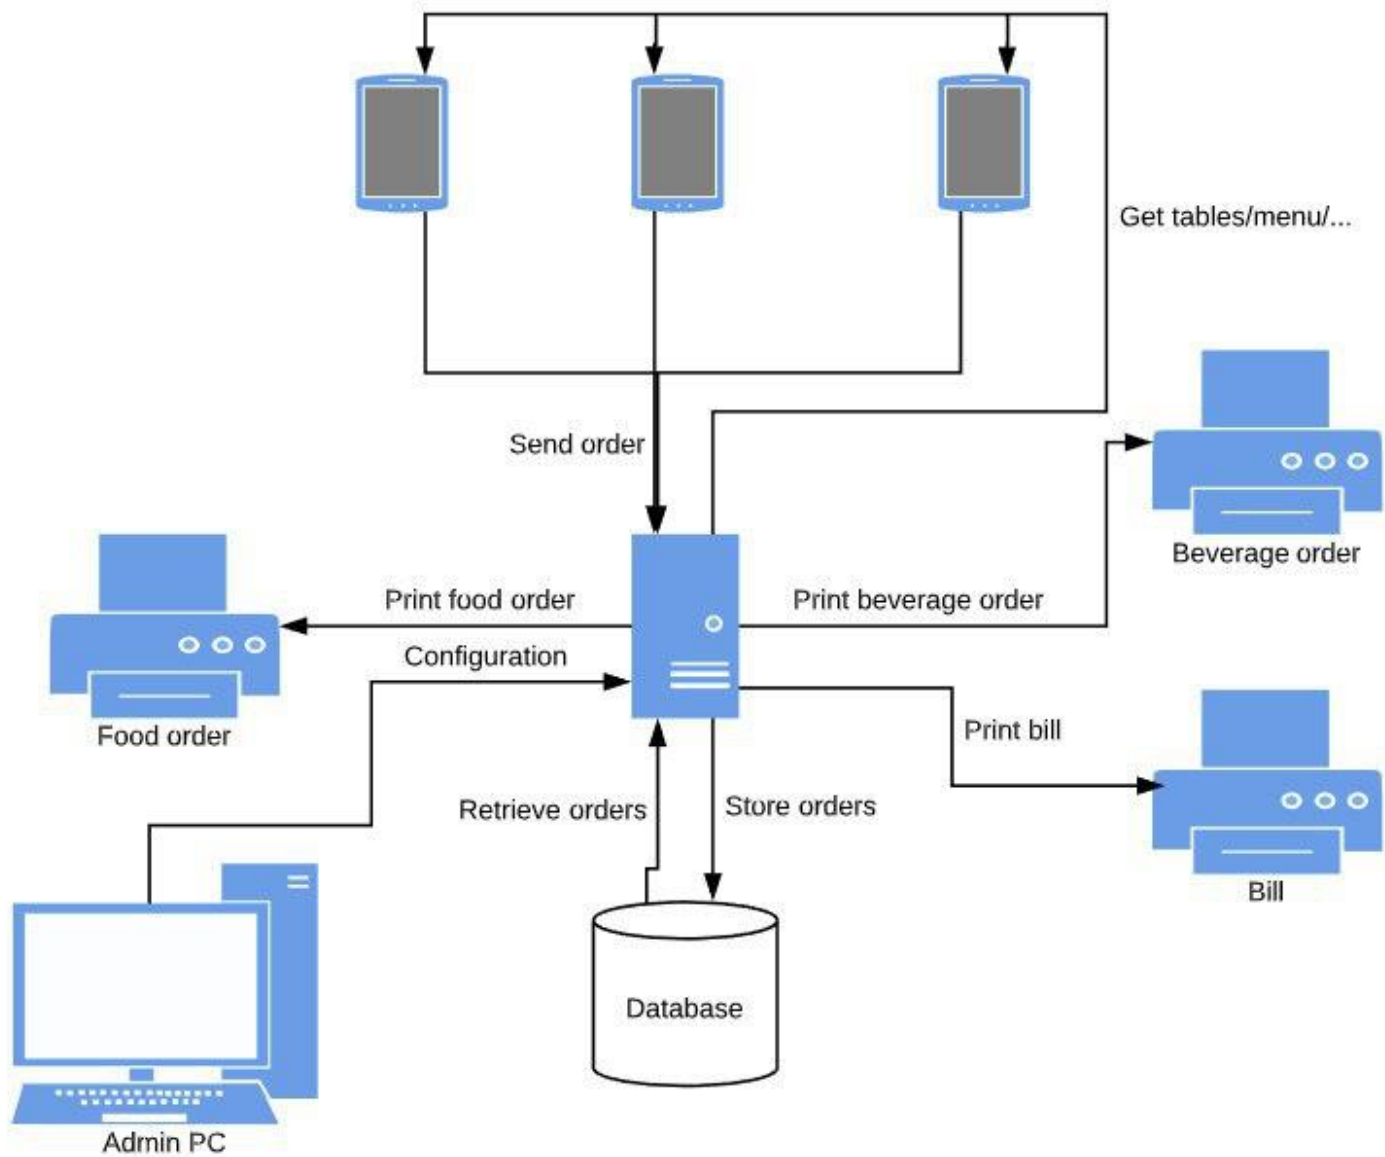 Get tables/menu/...
Send order
Beverage order
Print food order
Print beverage order
Configuration
Food order
Print bill
Retrieve orders
Store orders
Bill
Database
Admin PC